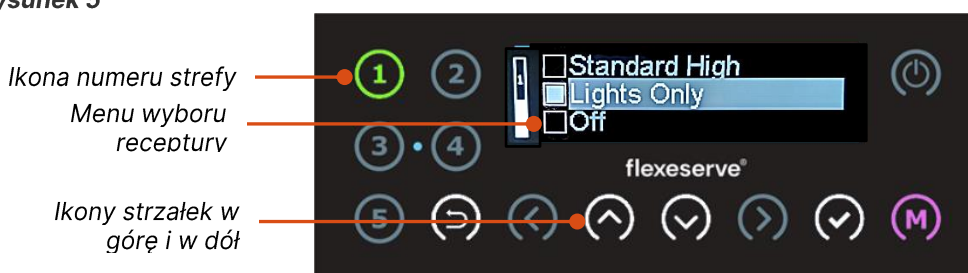 Rysunek 5
Ikona numeru strefy
Menu wyboru
receptury
Ikony strzałek w
górę i w dół
1
2
3
4
5
1
Standard High
Lights Only
Off
flexeserve®
M